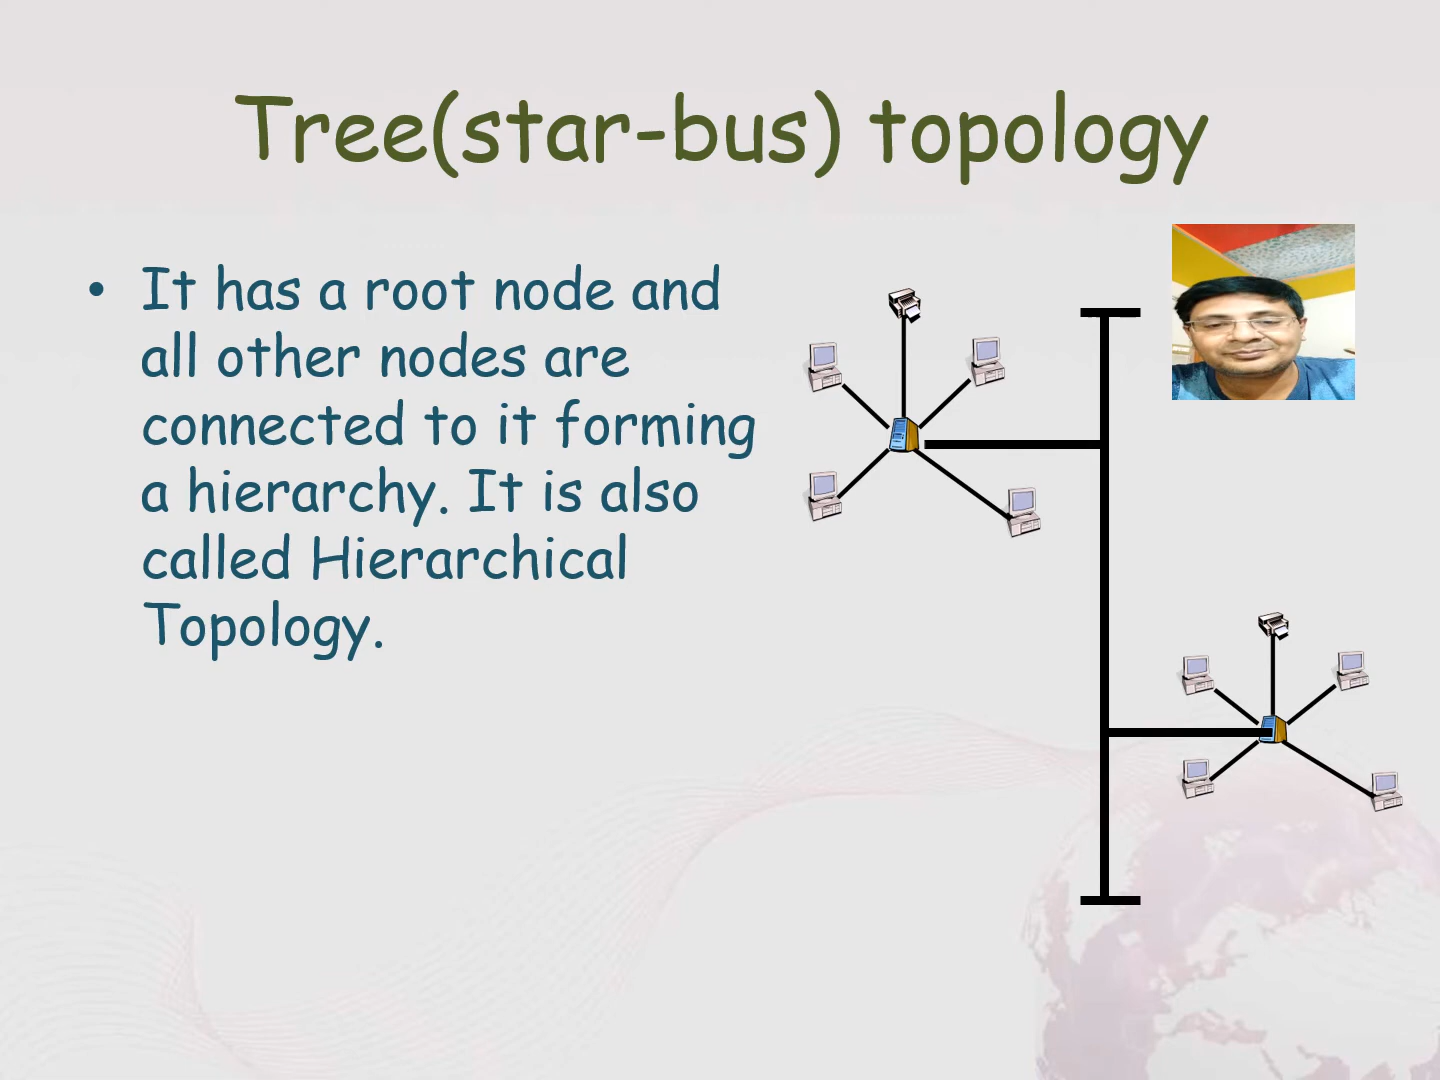 Tree(star-bus) topology
• It has a root node and
all other nodes are
connected to it forming
a hierarchy. It is also
called Hierarchical
Topology.